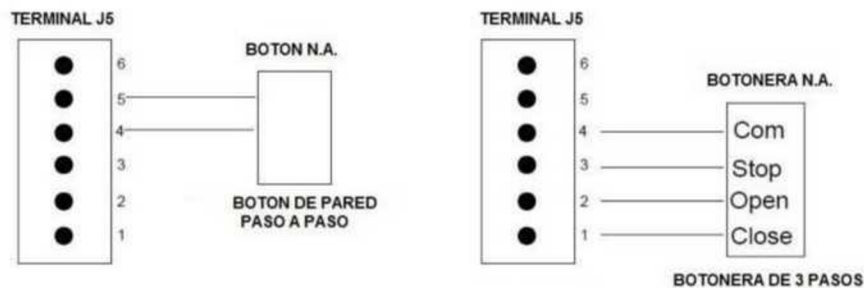 TERMINAL J5
BOTON N.A.
6
5
4
3
2
1
BOTON DE PARED
PASO A PASO
TERMINAL J5
BOTONERA N.A.
6
5
4
3
2
1
Com
Stop
Open
Close
BOTONERA DE 3 PASOS